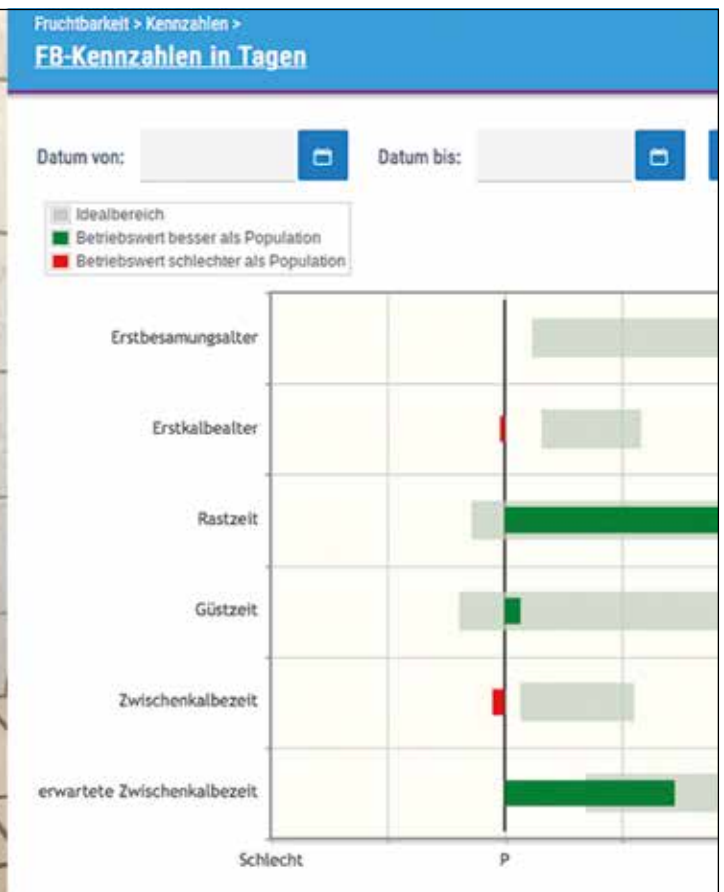 Fruchtbarkeit > Kennzahlen >
FB-Kennzahlen in Tagen
Datum von:
Datum bis:
Idealbereich
Betriebswert besser als Population
Betriebswert schlechter als Population
Erstbesamungsalter
Erstkalbealter
Rastzeit
Güstzeit
Zwischenkalbezeit
erwartete Zwischenkalbezeit
Schlecht P